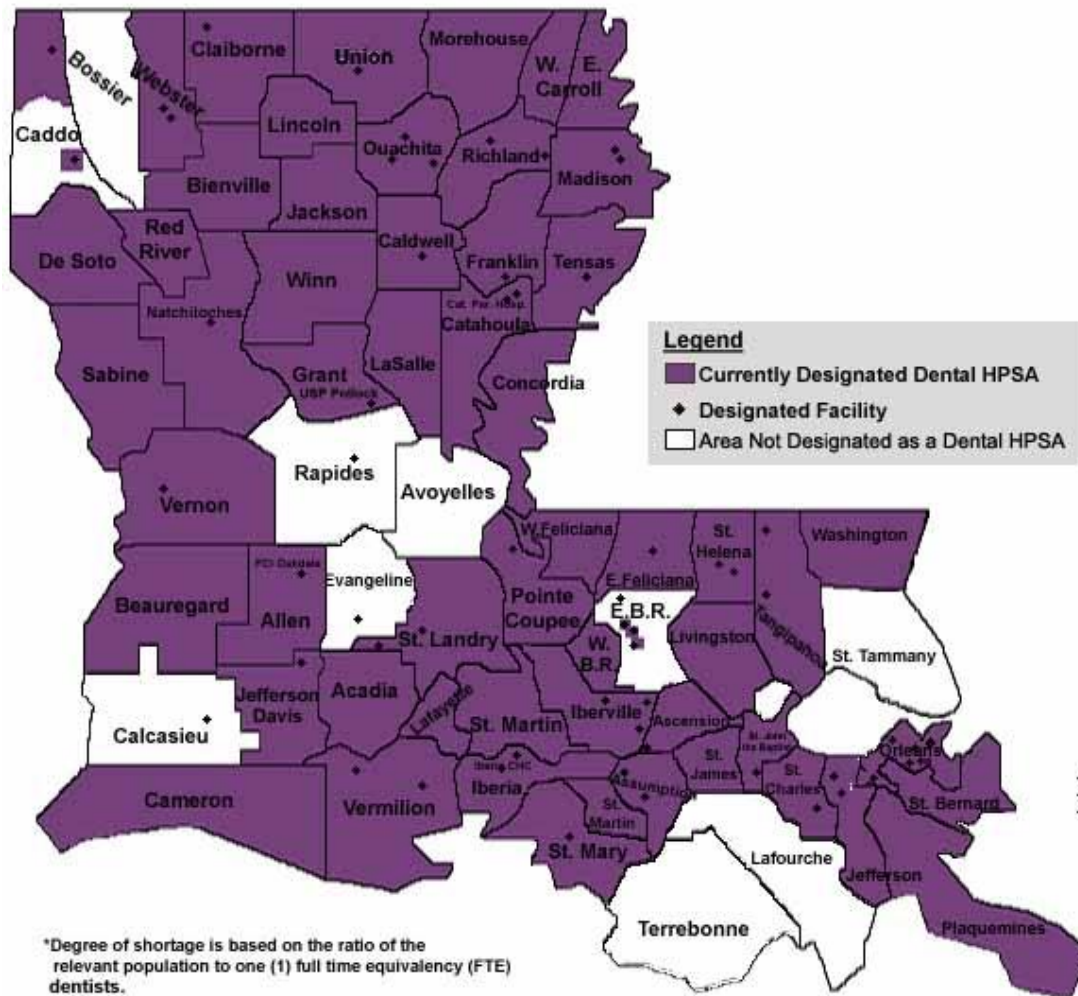 Claiborne
Union
Morehouse
W.
E.
Carroll
Bossier
Webster
Caddo
Lincoln
Ouachita
Richland
Madison
Bienville
Jackson
Red
River
De Soto
Caldwell
Franklin
Tensas
Winn
Natchiloches
Cat. Par. Hosp.
Catahoula
Sabine
Grant
USP Pollock
LaSalle
Concordia
Legend
Currently Designated Dental HPSA
Designated Facility
Area Not Designated as a Dental HPSA
Rapides
Avoyelles
Vernon
W.Feliciana
St.
Helena
Washington
FCI Oakdale
Evangeline
E.Feliciana
Beauregard
Allen
Pointe
Coupee
E.B.R.
St. Landry
W.
B.R.
Livingston
Tangipahoa
St. Tammany
Jefferson
Davis
Acadia
Lafayette
St. Martin
Iberville
Ascension
Calcasieu
St. John
the Baptist
Orleans
Iberia CHC
Iberia
Assumption
St.
James
St.
Charles
Cameron
Vermilion
St.
Martin
St. Bernard
St. Mary
Lafourche
Jefferson
Terrebonne
Plaquemines
*Degree of shortage is based on the ratio of the
relevant population to one (1) full time equivalency (FTE)
dentists.